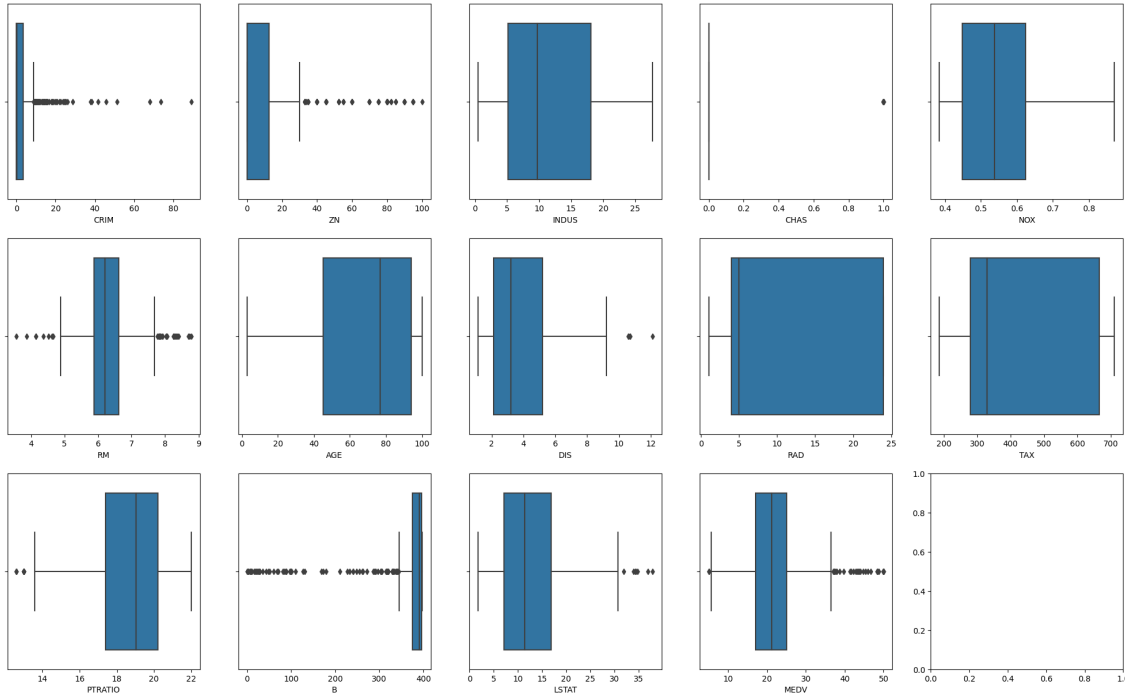 0 20 40 60 80
CRIM
0 20 40 60 80 100
ZN
0 5 10 15 20 25
INDUS
0.0 0.2 0.4 0.6 0.8 1.0
CHAS
0.4 0.5 0.6 0.7 0.8
NOX
4 5 6 7 8 9
RM
0 20 40 60 80 100
AGE
2 4 6 8 10 12
DIS
0 5 10 15 20 25
RAD
200 300 400 500 600 700
TAX
14 16 18 20 22
PTRATIO
0 100 200 300 400
B
0 5 10 15 20 25 30 35
LSTAT
10 20 30 40 50
MEDV
1.0
0.8
0.6
0.4
0.2
0.0
0.0 0.2 0.4 0.6 0.8 1.0